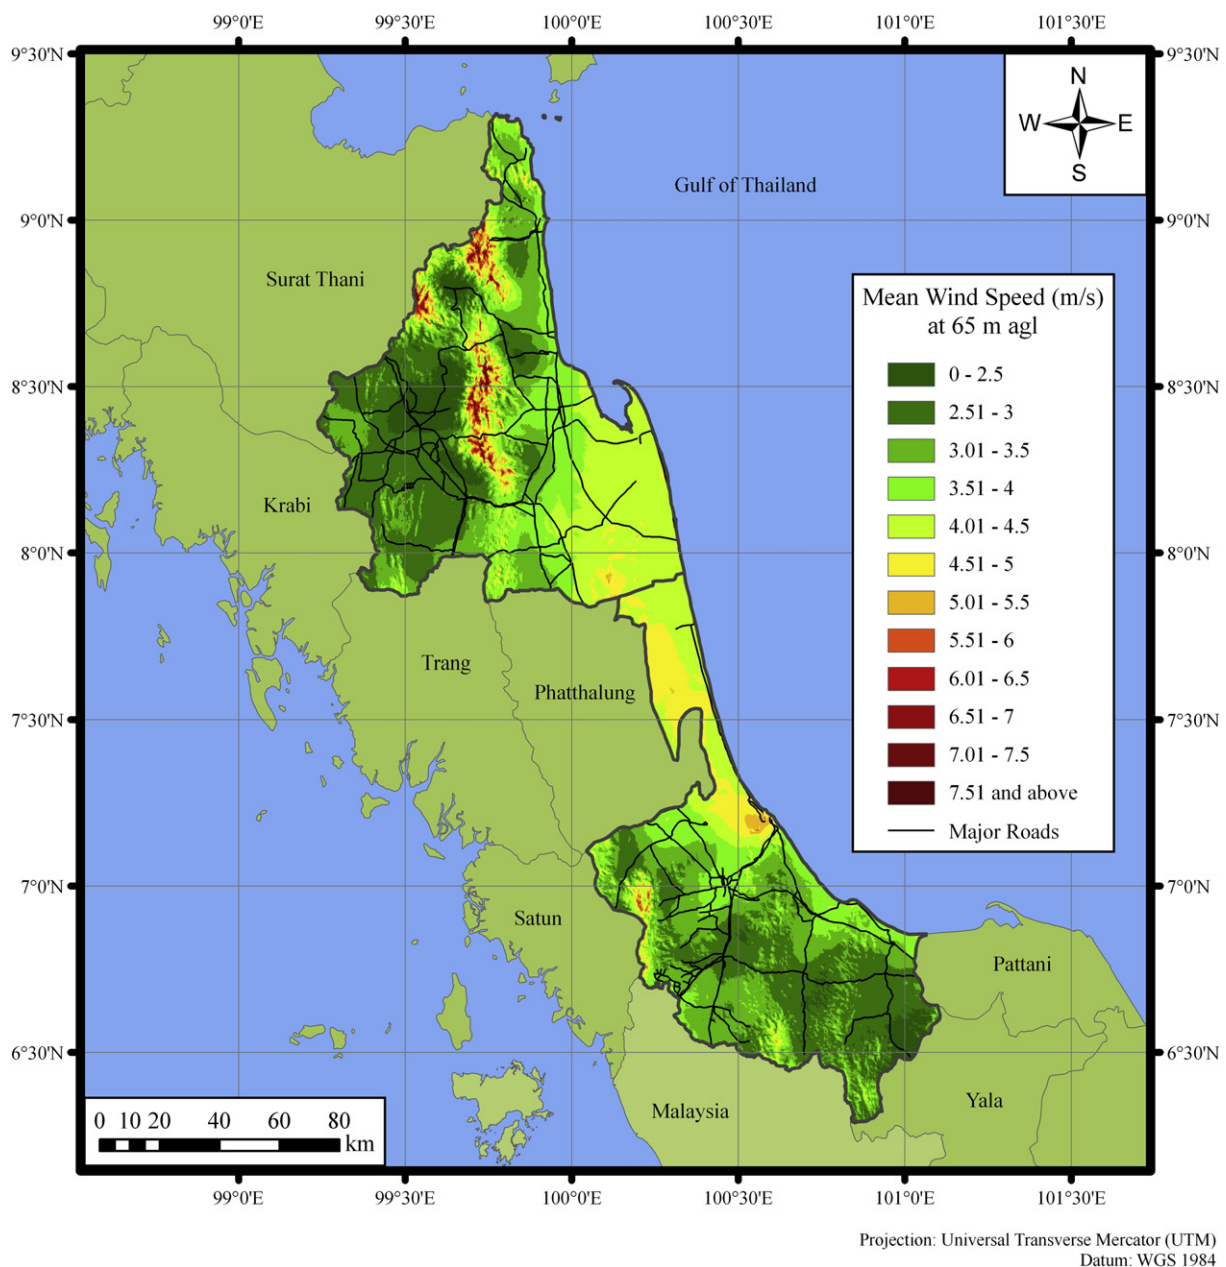 99°0'E 99°30'E 100°0'E 100°30'E 101°0'E 101°30'E
9°30'N 9°30'N
N
W E
S
Gulf of Thailand
9°0'N 9°0'N
Surat Thani
Mean Wind Speed (m/s)
at 65 m agl
0 - 2.5
8°30'N 8°30'N
2.51 - 3
3.01 - 3.5
3.51 - 4
Krabi
4.01 - 4.5
8°0'N 8°0'N
4.51 - 5
5.01 - 5.5
5.51 - 6
Trang
6.01 - 6.5
Phatthalung
7°30'N 7°30'N
6.51 - 7
7.01 - 7.5
7.51 and above
Major Roads
7°0'N 7°0'N
Satun
Pattani
6°30'N 6°30'N
Malaysia
Yala
0 10 20 40 60 80
km
99°0'E 99°30'E 100°0'E 100°30'E 101°0'E 101°30'E
Projection: Universal Transverse Mercator (UTM)
Datum: WGS 1984